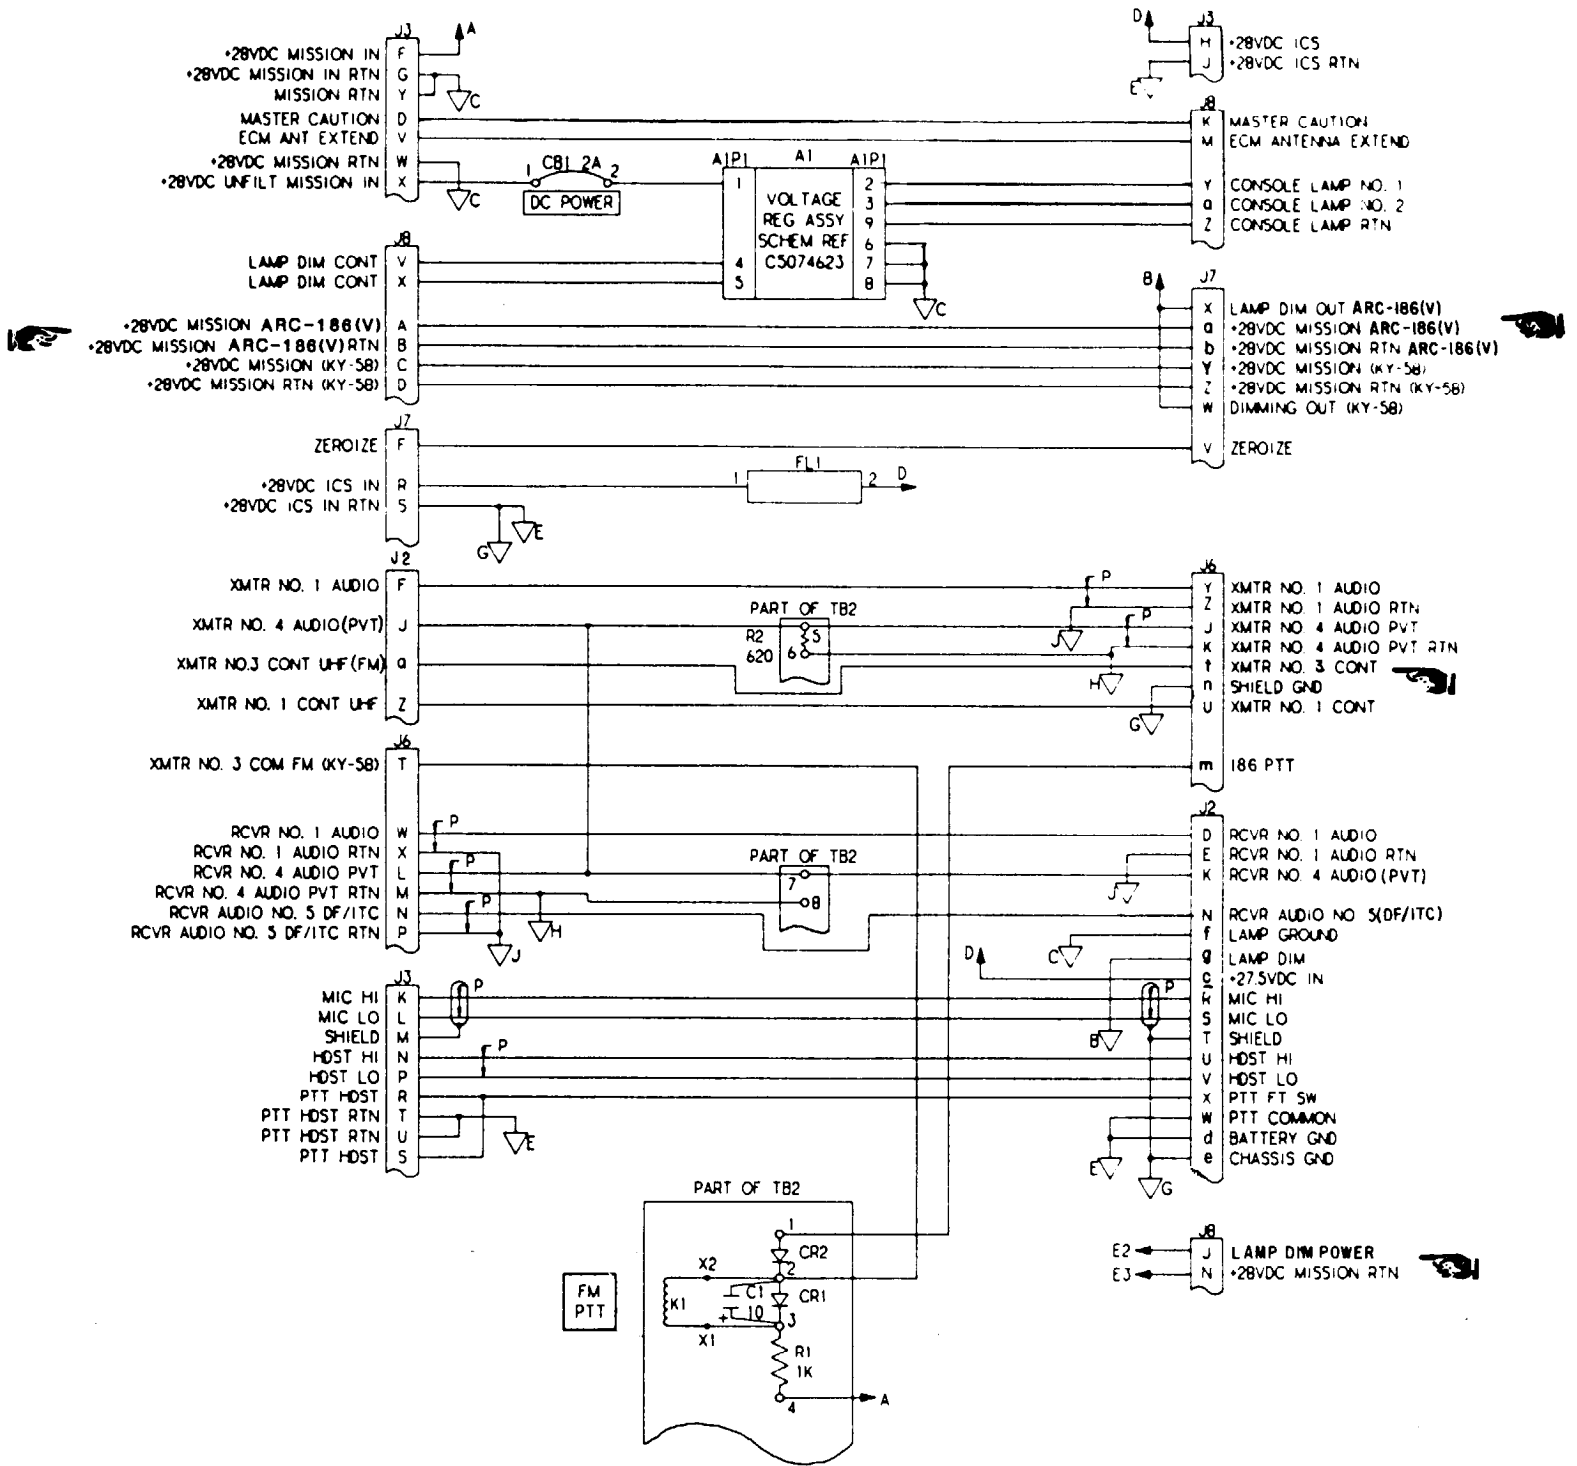 J3
+28VDC MISSION IN F
+28VDC MISSION IN RTN G
MISSION RTN Y
MASTER CAUTION D
ECM ANT EXTEND V
+28VDC MISSION RTN W
+28VDC UNFILT MISSION IN X
A
C
C
1 CB1 2A 2
DC POWER
A1P1 A1 A1P1
1
4
5
VOLTAGE
REG ASSY
SCHEM REF
C5074623
2
3
9
6
7
8
C
D
J3
H +28VDC ICS
J +28VDC ICS RTN
E
J8
K MASTER CAUTION
M ECM ANTENNA EXTEND
Y CONSOLE LAMP NO. 1
a CONSOLE LAMP NO. 2
Z CONSOLE LAMP RTN
J8
LAMP DIM CONT V
LAMP DIM CONT X
+28VDC MISSION ARC-186(V) A
+28VDC MISSION ARC-186(V)RTN B
+28VDC MISSION (KY-58) C
+28VDC MISSION RTN (KY-58) D
B
J7
X LAMP DIM OUT ARC-186(V)
a +28VDC MISSION ARC-186(V)
b +28VDC MISSION RTN ARC-186(V)
Y +28VDC MISSION (KY-58)
Z +28VDC MISSION RTN (KY-58)
W DIMMING OUT (KY-58)
V ZEROIZE
J7
ZEROIZE F
+28VDC ICS IN R
+28VDC ICS IN RTN S
1 FL1 2 D
E
G
J2
XMTR NO. 1 AUDIO F
XMTR NO. 4 AUDIO(PVT) J
XMTR NO.3 CONT UHF(FM) a
XMTR NO. 1 CONT UHF Z
PART OF TB2
R2
620
5
6
P
J
P
H
G
J6
Y XMTR NO. 1 AUDIO
Z XMTR NO. 1 AUDIO RTN
J XMTR NO. 4 AUDIO PVT
K XMTR NO. 4 AUDIO PVT RTN
t XMTR NO. 3 CONT
n SHIELD GND
U XMTR NO. 1 CONT
m 186 PTT
J6
XMTR NO. 3 COM FM (KY-58) T
RCVR NO. 1 AUDIO W
RCVR NO. 1 AUDIO RTN X
RCVR NO. 4 AUDIO PVT L
RCVR NO. 4 AUDIO PVT RTN M
RCVR AUDIO NO. 5 DF/ITC N
RCVR AUDIO NO. 5 DF/ITC RTN P
P
P
P
H
J
PART OF TB2
7
8
J2
D RCVR NO. 1 AUDIO
E RCVR NO. 1 AUDIO RTN
K RCVR NO. 4 AUDIO(PVT)
N RCVR AUDIO NO 5(DF/ITC)
f LAMP GROUND
g LAMP DIM
c +27.5VDC IN
R MIC HI
S MIC LO
T SHIELD
U HDST HI
V HDST LO
X PTT FT SW
W PTT COMMON
d BATTERY GND
e CHASSIS GND
J
C
D
B
P
E
G
J3
MIC HI K
MIC LO L
SHIELD M
HDST HI N
HDST LO P
PTT HDST R
PTT HDST RTN T
PTT HDST RTN U
PTT HDST S
P
P
E
PART OF TB2
1
CR2
X2
2
K1
C1
+ 10
CR1
3
X1
R1
1K
4
A
FM
PTT
J8
E2 J LAMP DIM POWER
E3 N +28VDC MISSION RTN